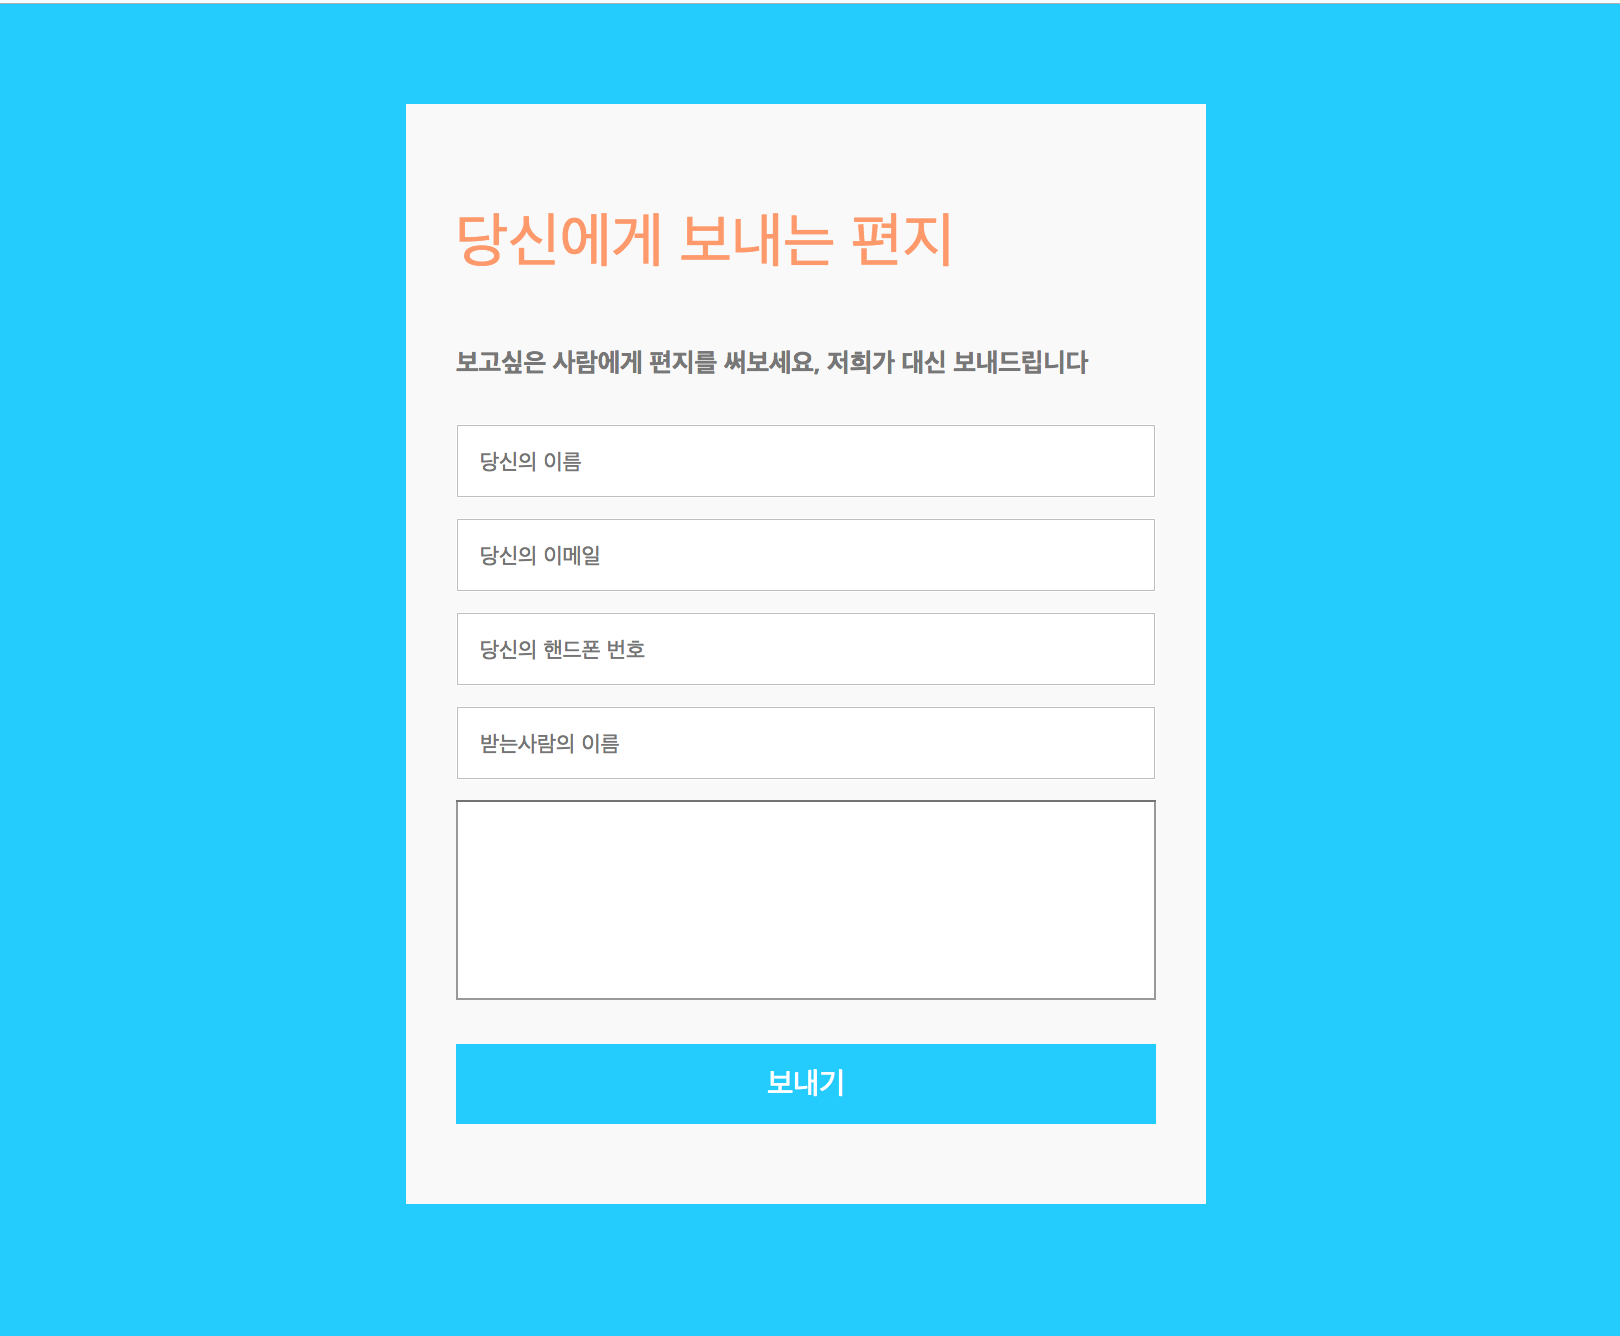 당신에게 보내는 편지
보고싶은 사람에게 편지를 써보세요, 저희가 대신 보내드립니다
당신의 이름
당신의 이메일
당신의 핸드폰 번호
받는사람의 이름
보내기